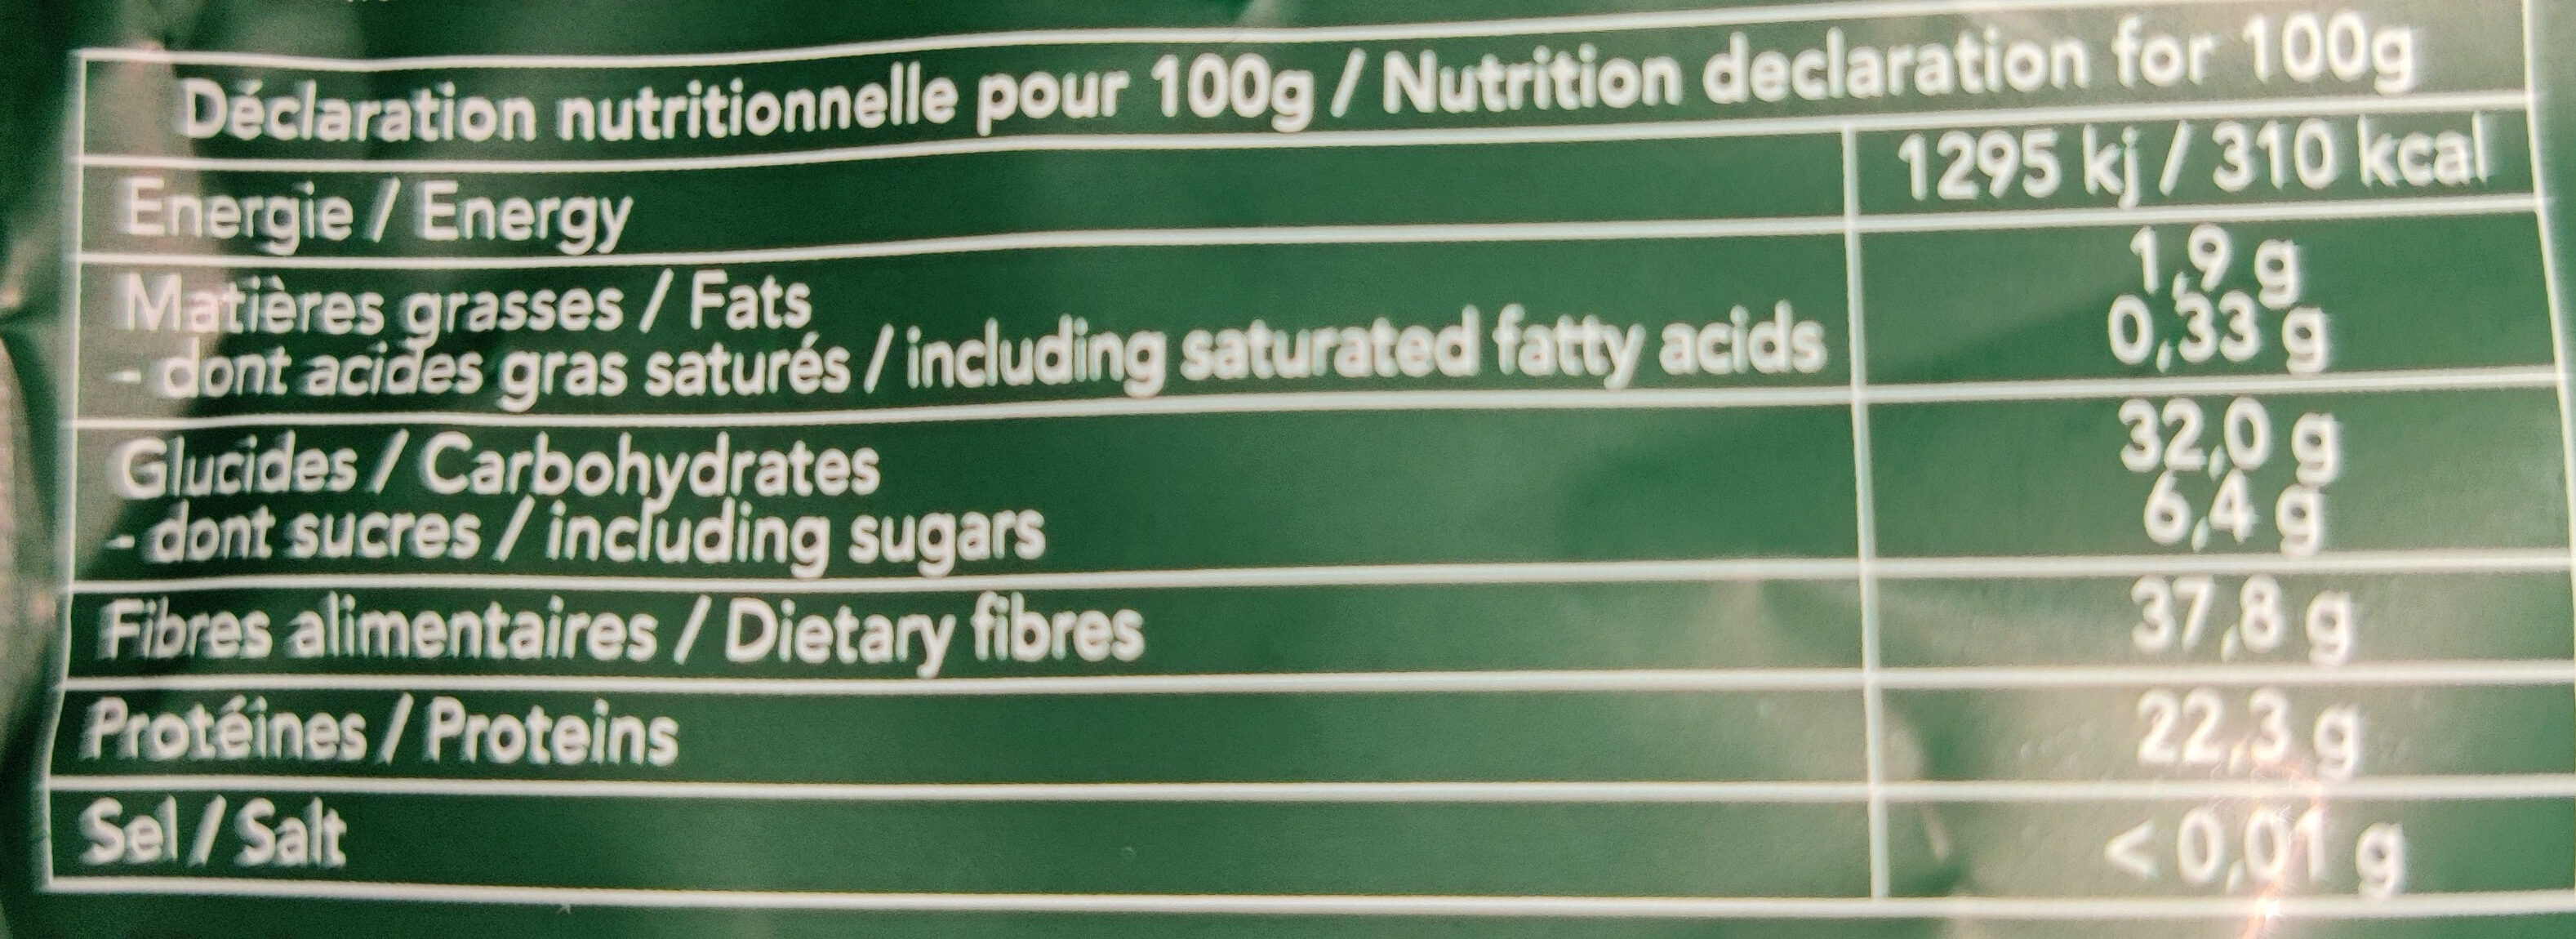 Déclaration nutritionnelle pour 100g / Nutrition declaration for 100g
Energie / Energy 1295 kj / 310 kcal
Matières grasses / Fats 1,9 g
- dont acides gras saturés / including saturated fatty acids 0,33 g
Glucides / Carbohydrates 32,0 g
- dont sucres / including sugars 6,4 g
Fibres alimentaires / Dietary fibres 37,8 g
Protéines / Proteins 22,3 g
Sel / Salt < 0,01 g